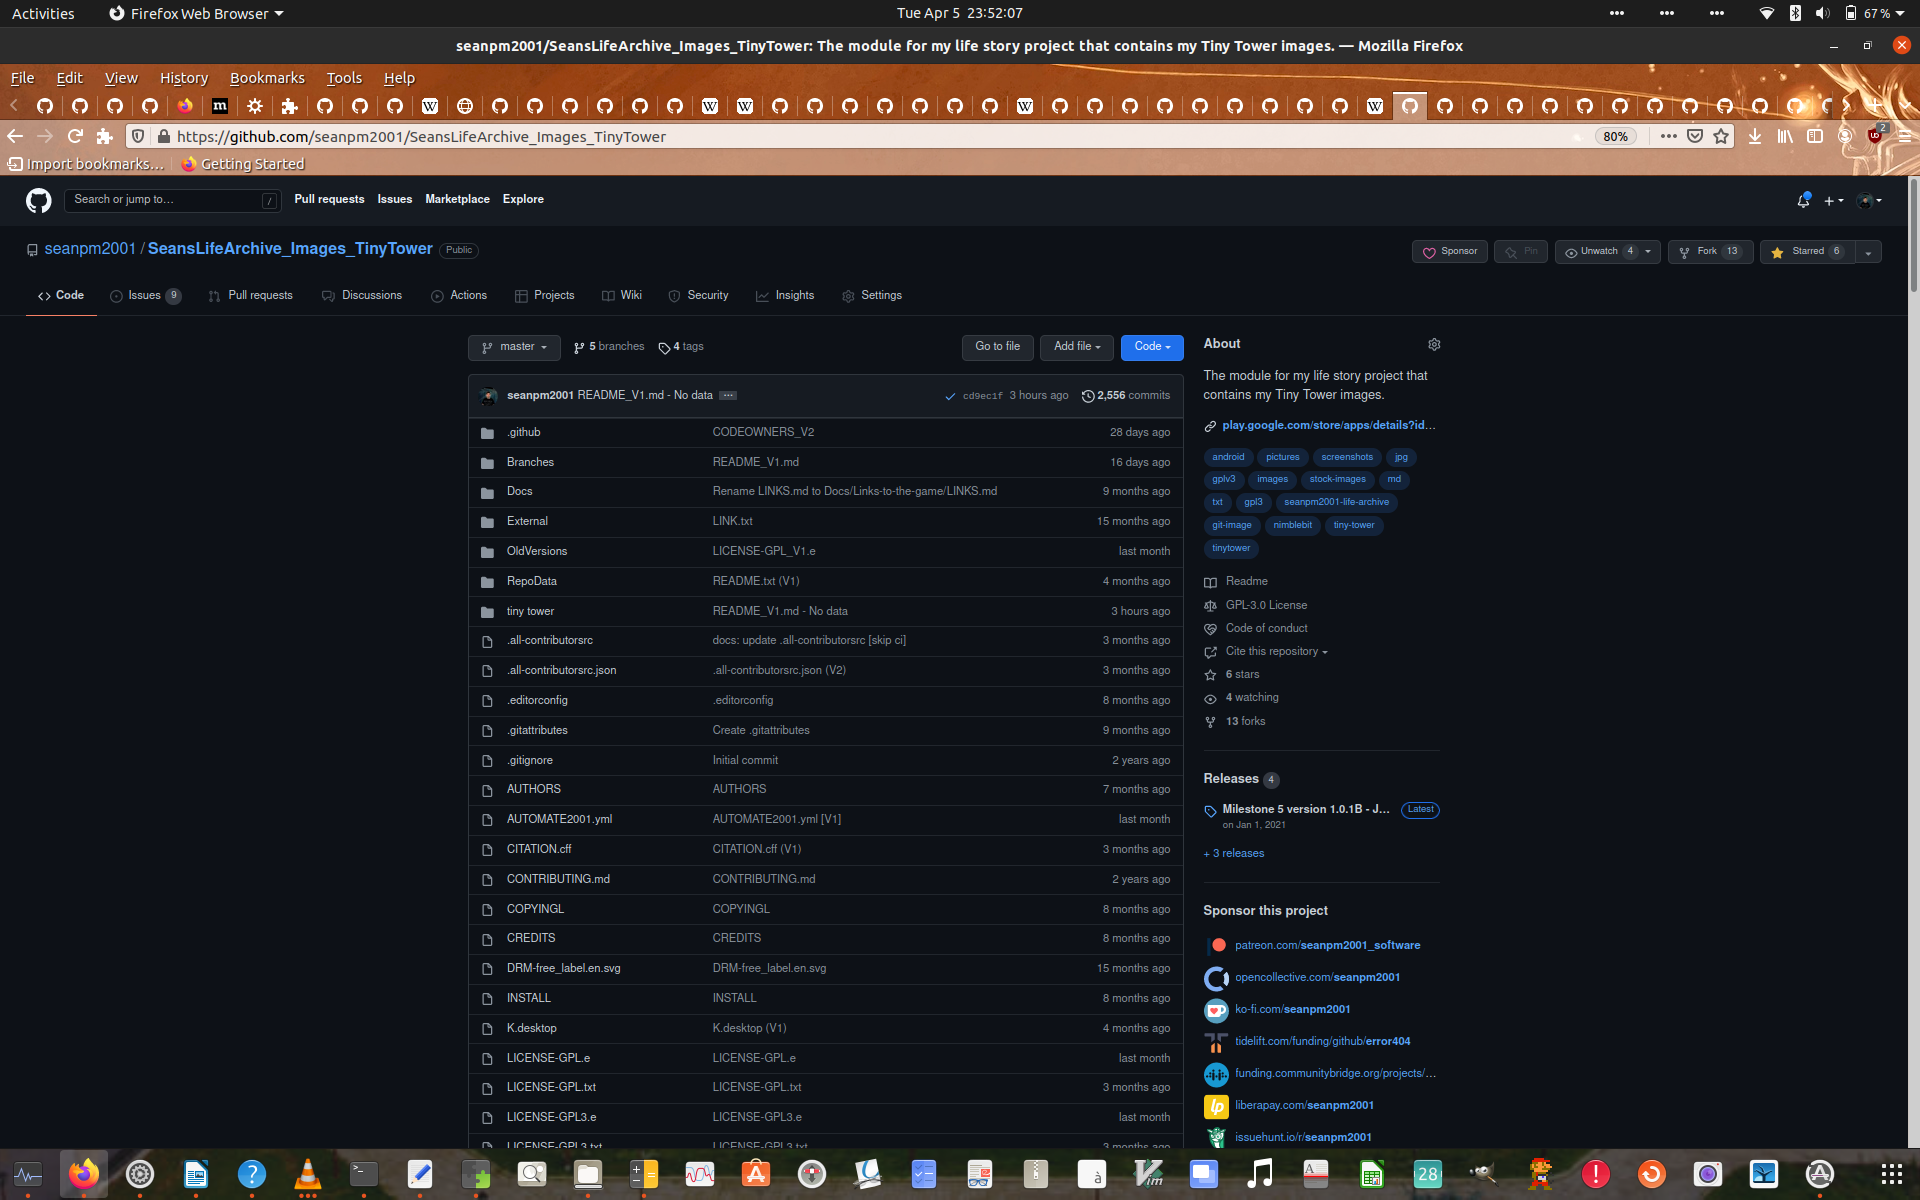 Activities Firefox Web Browser Tue Apr 5 23:52:07 67 %
seanpm2001/SeansLifeArchive_Images_TinyTower: The module for my life story project that contains my Tiny Tower images. — Mozilla Firefox
File Edit View History Bookmarks Tools Help
https://github.com/seanpm2001/SeansLifeArchive_Images_TinyTower 80% 2
Import bookmarks... Getting Started
Search or jump to... / Pull requests Issues Marketplace Explore
seanpm2001 / SeansLifeArchive_Images_TinyTower Public Sponsor Pin Unwatch 4 Fork 13 Starred 6
Code Issues 9 Pull requests Discussions Actions Projects Wiki Security Insights Settings
master 5 branches 4 tags Go to file Add file Code
seanpm2001 README_V1.md - No data ... cd9ec1f 3 hours ago 2,556 commits
.github CODEOWNERS_V2 28 days ago
Branches README_V1.md 16 days ago
Docs Rename LINKS.md to Docs/Links-to-the-game/LINKS.md 9 months ago
External LINK.txt 15 months ago
OldVersions LICENSE-GPL_V1.e last month
RepoData README.txt (V1) 4 months ago
tiny tower README_V1.md - No data 3 hours ago
.all-contributorsrc docs: update .all-contributorsrc [skip ci] 3 months ago
.all-contributorsrc.json .all-contributorsrc.json (V2) 3 months ago
.editorconfig .editorconfig 8 months ago
.gitattributes Create .gitattributes 9 months ago
.gitignore Initial commit 2 years ago
AUTHORS AUTHORS 7 months ago
AUTOMATE2001.yml AUTOMATE2001.yml [V1] last month
CITATION.cff CITATION.cff (V1) 3 months ago
CONTRIBUTING.md CONTRIBUTING.md 2 years ago
COPYINGL COPYINGL 8 months ago
CREDITS CREDITS 8 months ago
DRM-free_label.en.svg DRM-free_label.en.svg 15 months ago
INSTALL INSTALL 8 months ago
K.desktop K.desktop (V1) 4 months ago
LICENSE-GPL.e LICENSE-GPL.e last month
LICENSE-GPL.txt LICENSE-GPL.txt 3 months ago
LICENSE-GPL3.e LICENSE-GPL3.e last month
LICENSE-GPL3.txt LICENSE-GPL3.txt 3 months ago
About
The module for my life story project that
contains my Tiny Tower images.
play.google.com/store/apps/details?id...
android pictures screenshots jpg
gplv3 images stock-images md
txt gpl3 seanpm2001-life-archive
git-image nimblebit tiny-tower
tinytower
Readme
GPL-3.0 License
Code of conduct
Cite this repository
6 stars
4 watching
13 forks
Releases 4
Milestone 5 version 1.0.1B - J... Latest
on Jan 1, 2021
+ 3 releases
Sponsor this project
patreon.com/seanpm2001_software
opencollective.com/seanpm2001
ko-fi.com/seanpm2001
tidelift.com/funding/github/error404
funding.communitybridge.org/projects/...
liberapay.com/seanpm2001
issuehunt.io/r/seanpm2001
28